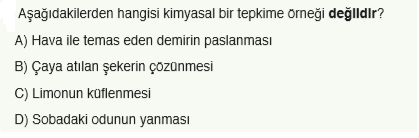 Aşağıdakilerden hangisi kimyasal bir tepkime örneği değildir?
A) Hava ile temas eden demirin paslanması
B) Çaya atılan şekerin çözünmesi
C) Limonun küflenmesi
D) Sobadaki odunun yanması